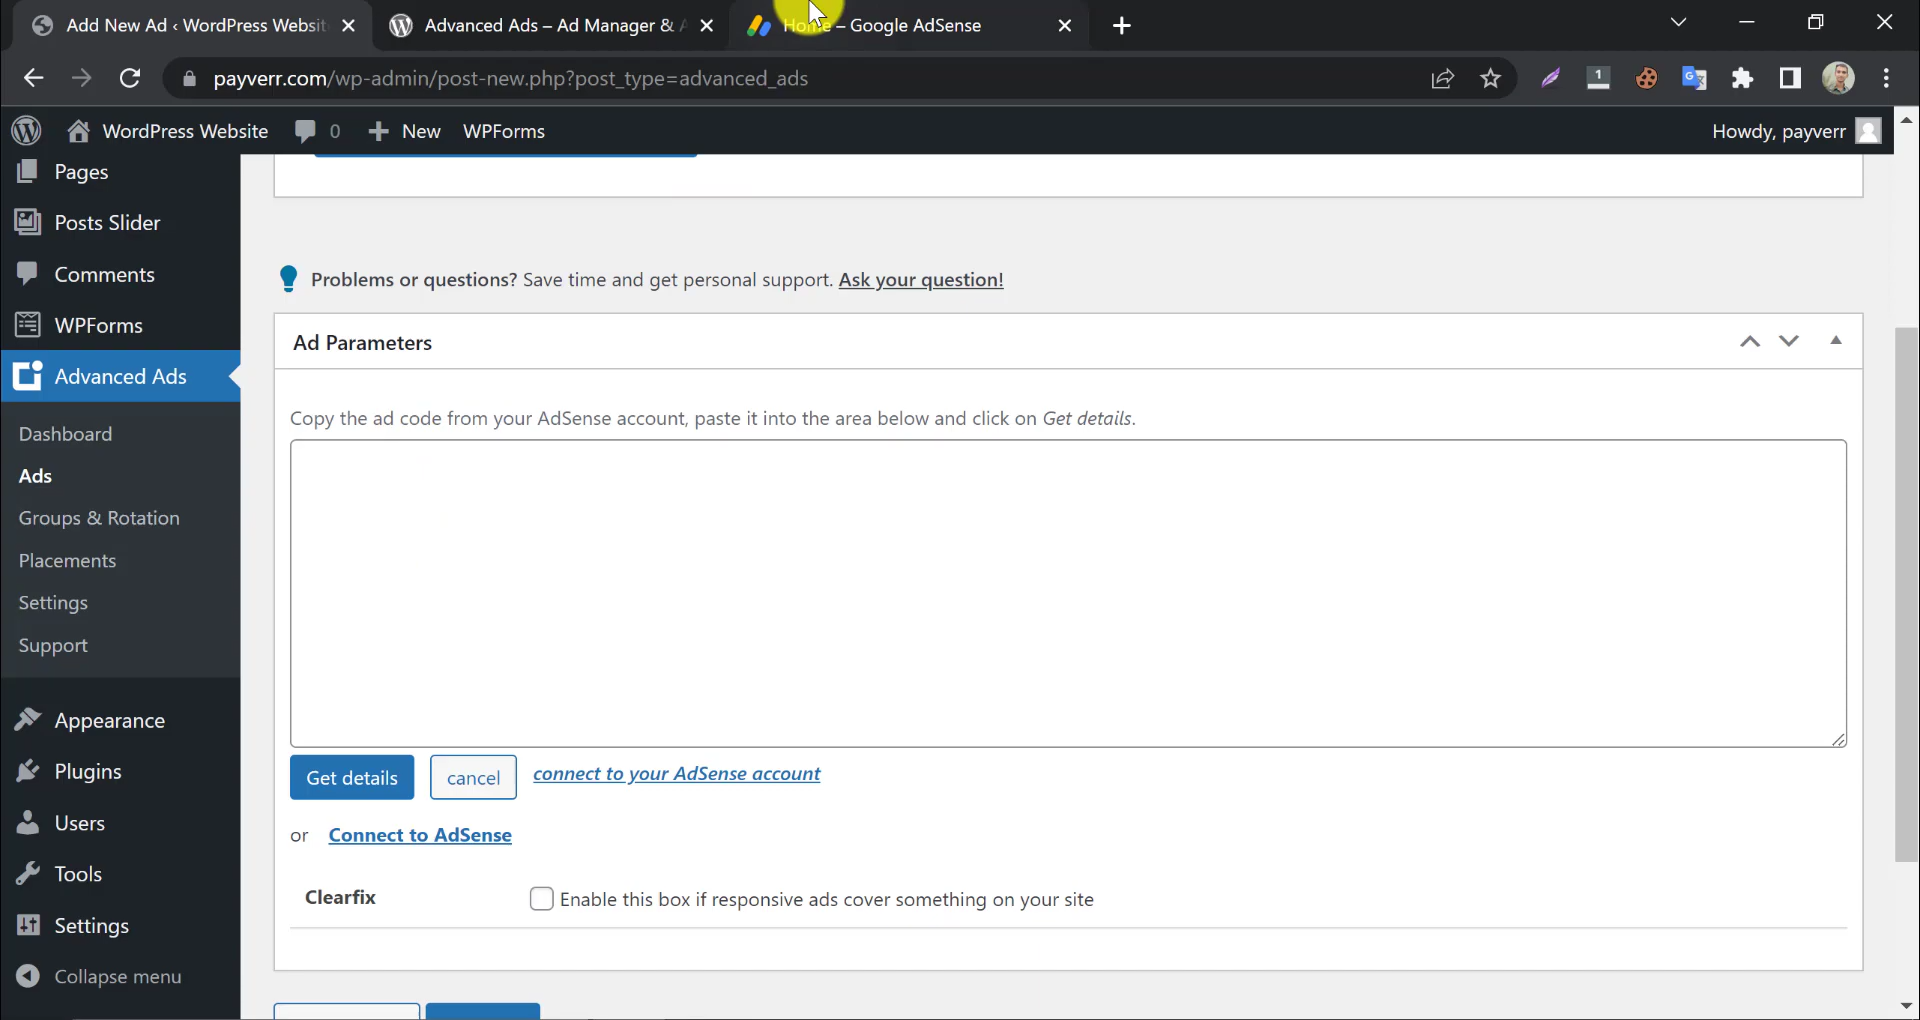 Add New Ad ‹ WordPress Websit
Advanced Ads – Ad Manager & A
Home – Google AdSense
payverr.com/wp-admin/post-new.php?post_type=advanced_ads
1
WordPress Website
0
New
WPForms
Howdy, payverr
Pages
Posts Slider
Comments
WPForms
Advanced Ads
Dashboard
Ads
Groups & Rotation
Placements
Settings
Support
Appearance
Plugins
Users
Tools
Settings
Collapse menu
Problems or questions? Save time and get personal support. Ask your question!
Ad Parameters
Copy the ad code from your AdSense account, paste it into the area below and click on Get details.
Get details
cancel
connect to your AdSense account
or Connect to AdSense
Clearfix
Enable this box if responsive ads cover something on your site